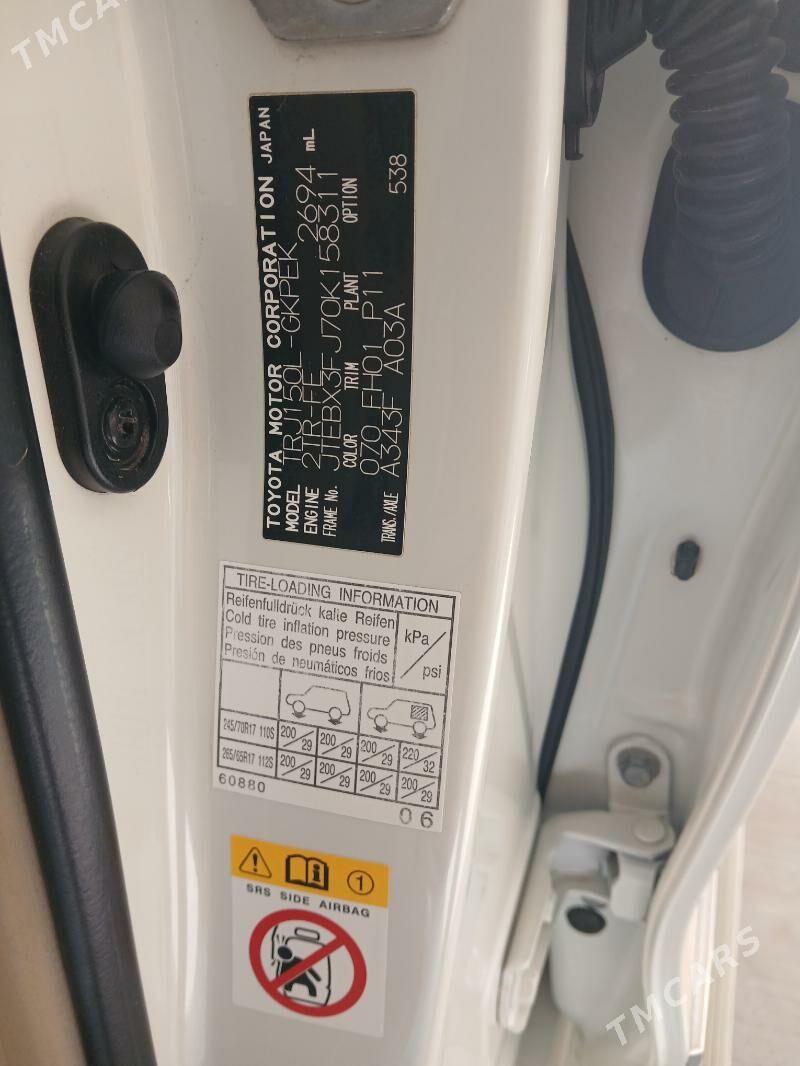 TMCARS
TOYOTA MOTOR CORPORATION JAPAN
MODEL TRJ150L-GKPEK
ENGINE 2TR-FE 2694 mL
FRAME No. JTEBX3FJ70K158311
COLOR TRIM PLANT OPTION
070 FH01 P11
TRANS./AXLE A343F A03A 538
TIRE-LOADING INFORMATION
Reifenfülldrück kalte Reifen
Cold tire inflation pressure
Pression des pneus froids
Presión de neumáticos frios
kPa/psi
245/70R17 110S 200/29 200/29 200/29 220/32
265/65R17 112S 200/29 200/29 200/29 200/29
60880 06
1
SRS SIDE AIRBAG
TMCARS